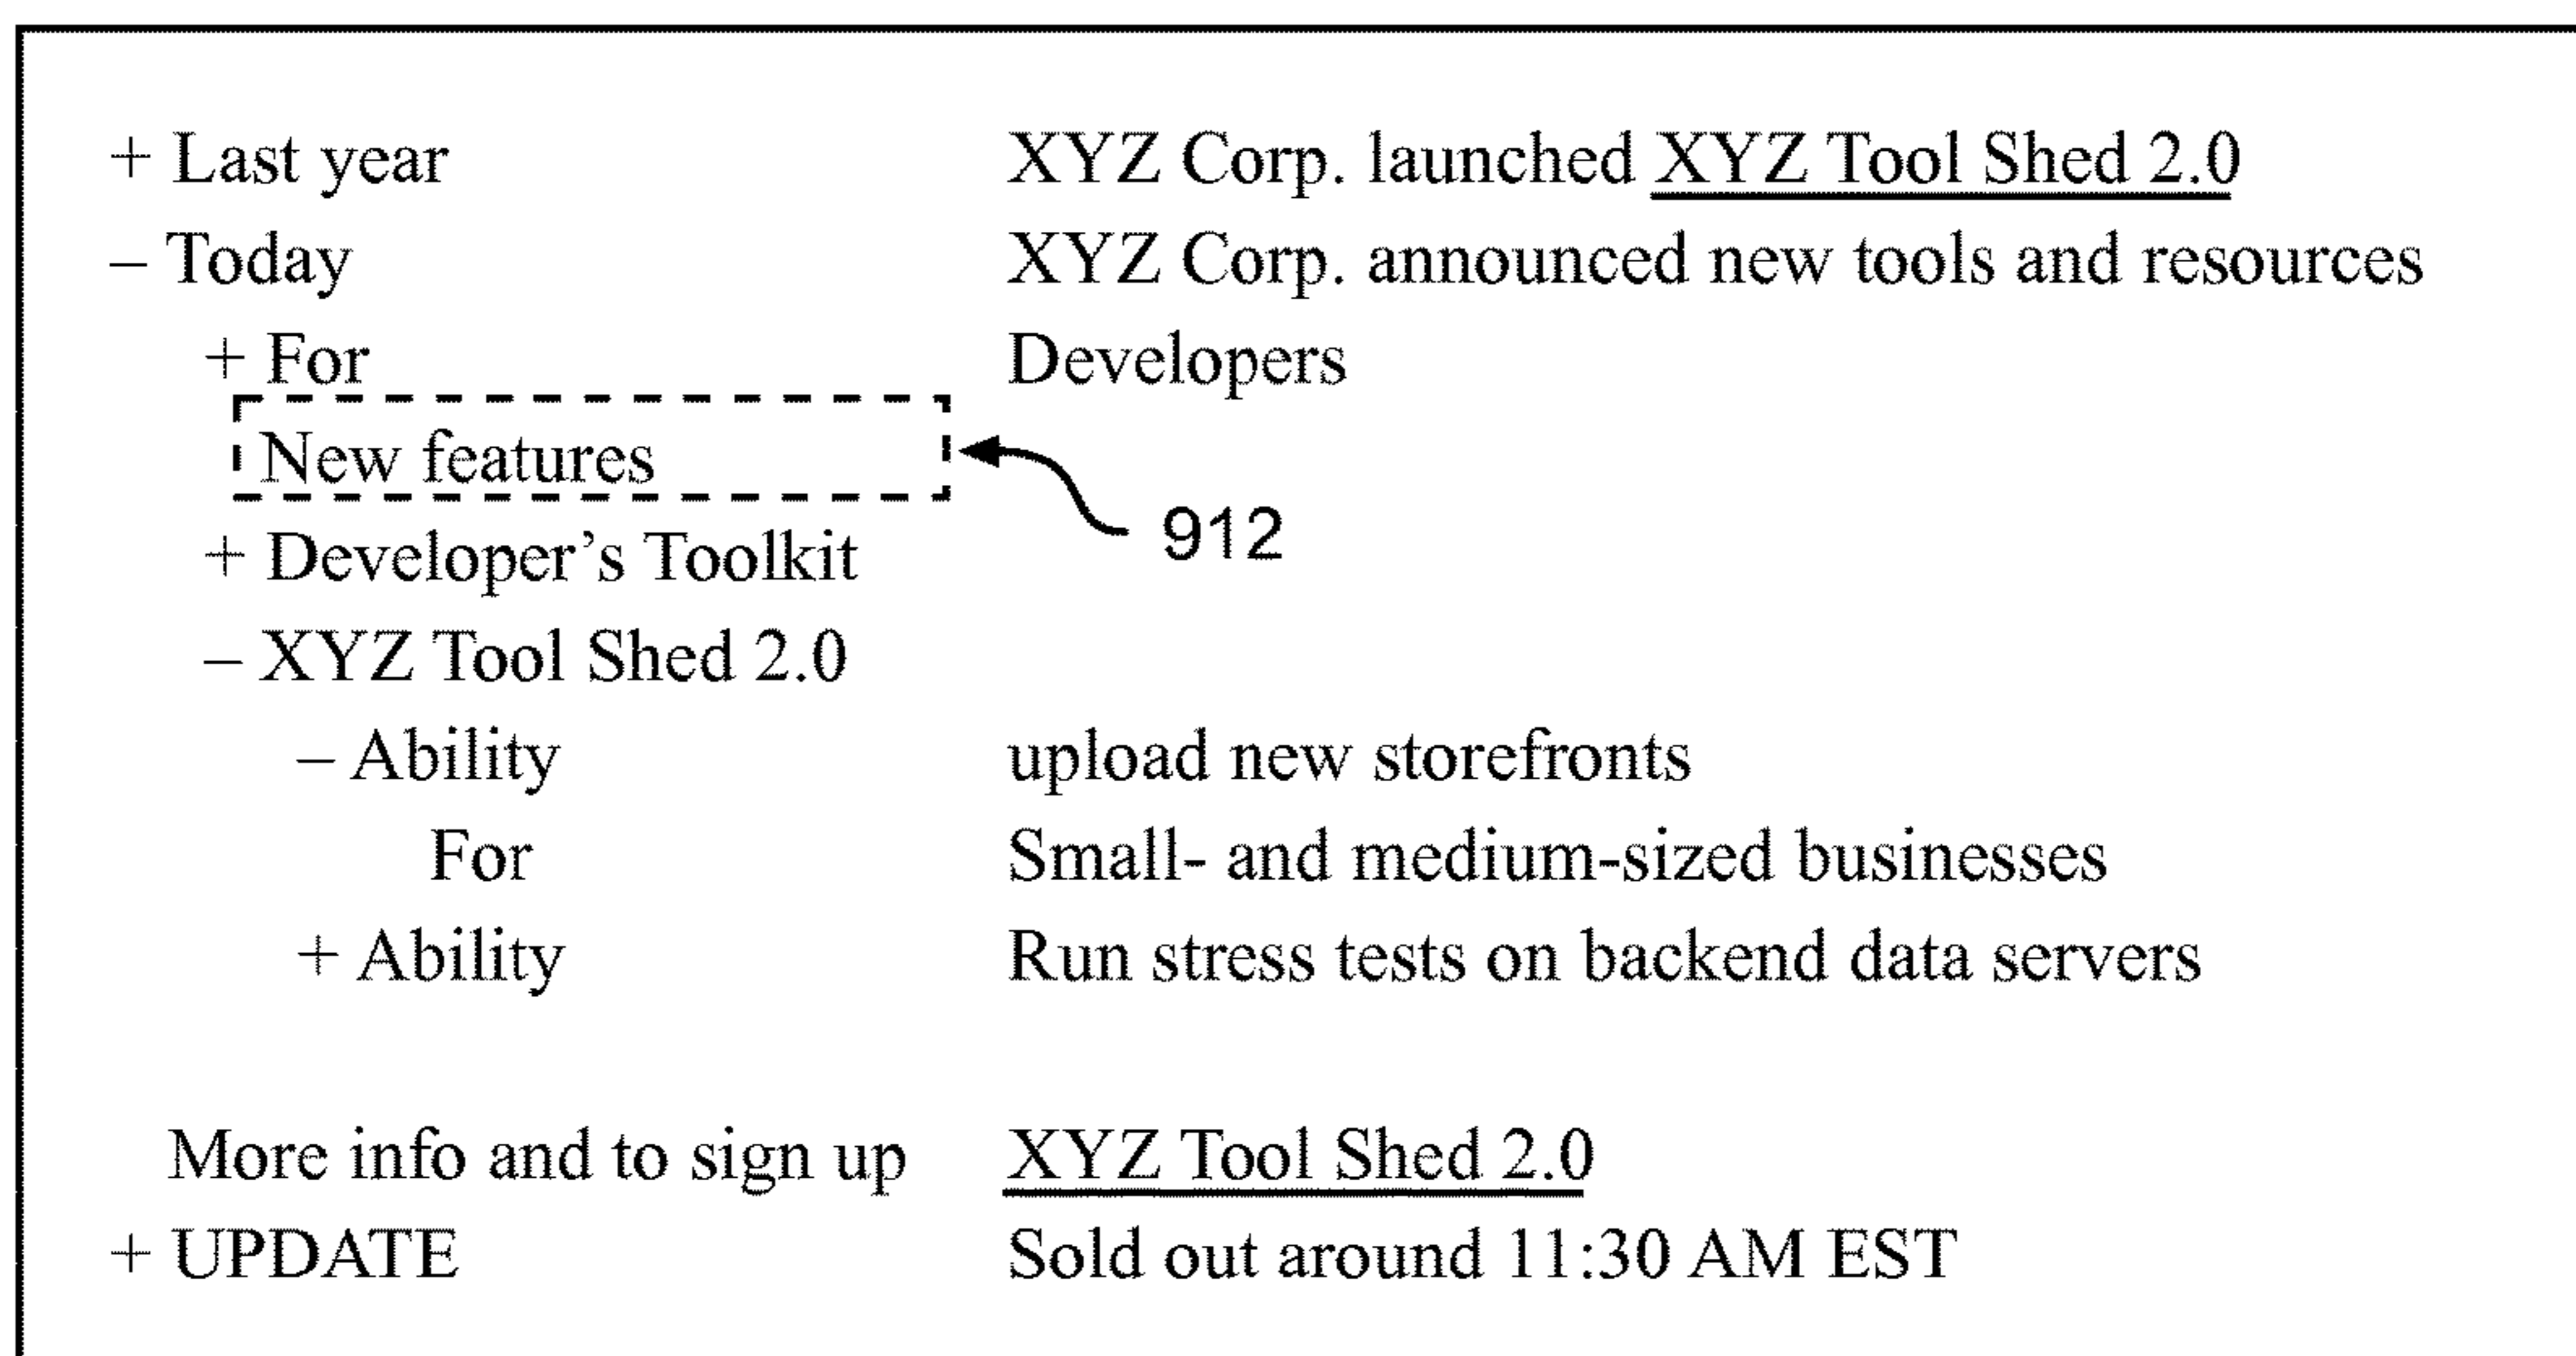 + Last year XYZ Corp. launched XYZ Tool Shed 2.0
– Today XYZ Corp. announced new tools and resources
+ For Developers
New features
912
+ Developer’s Toolkit
– XYZ Tool Shed 2.0
– Ability upload new storefronts
For Small- and medium-sized businesses
+ Ability Run stress tests on backend data servers
More info and to sign up XYZ Tool Shed 2.0
+ UPDATE Sold out around 11:30 AM EST